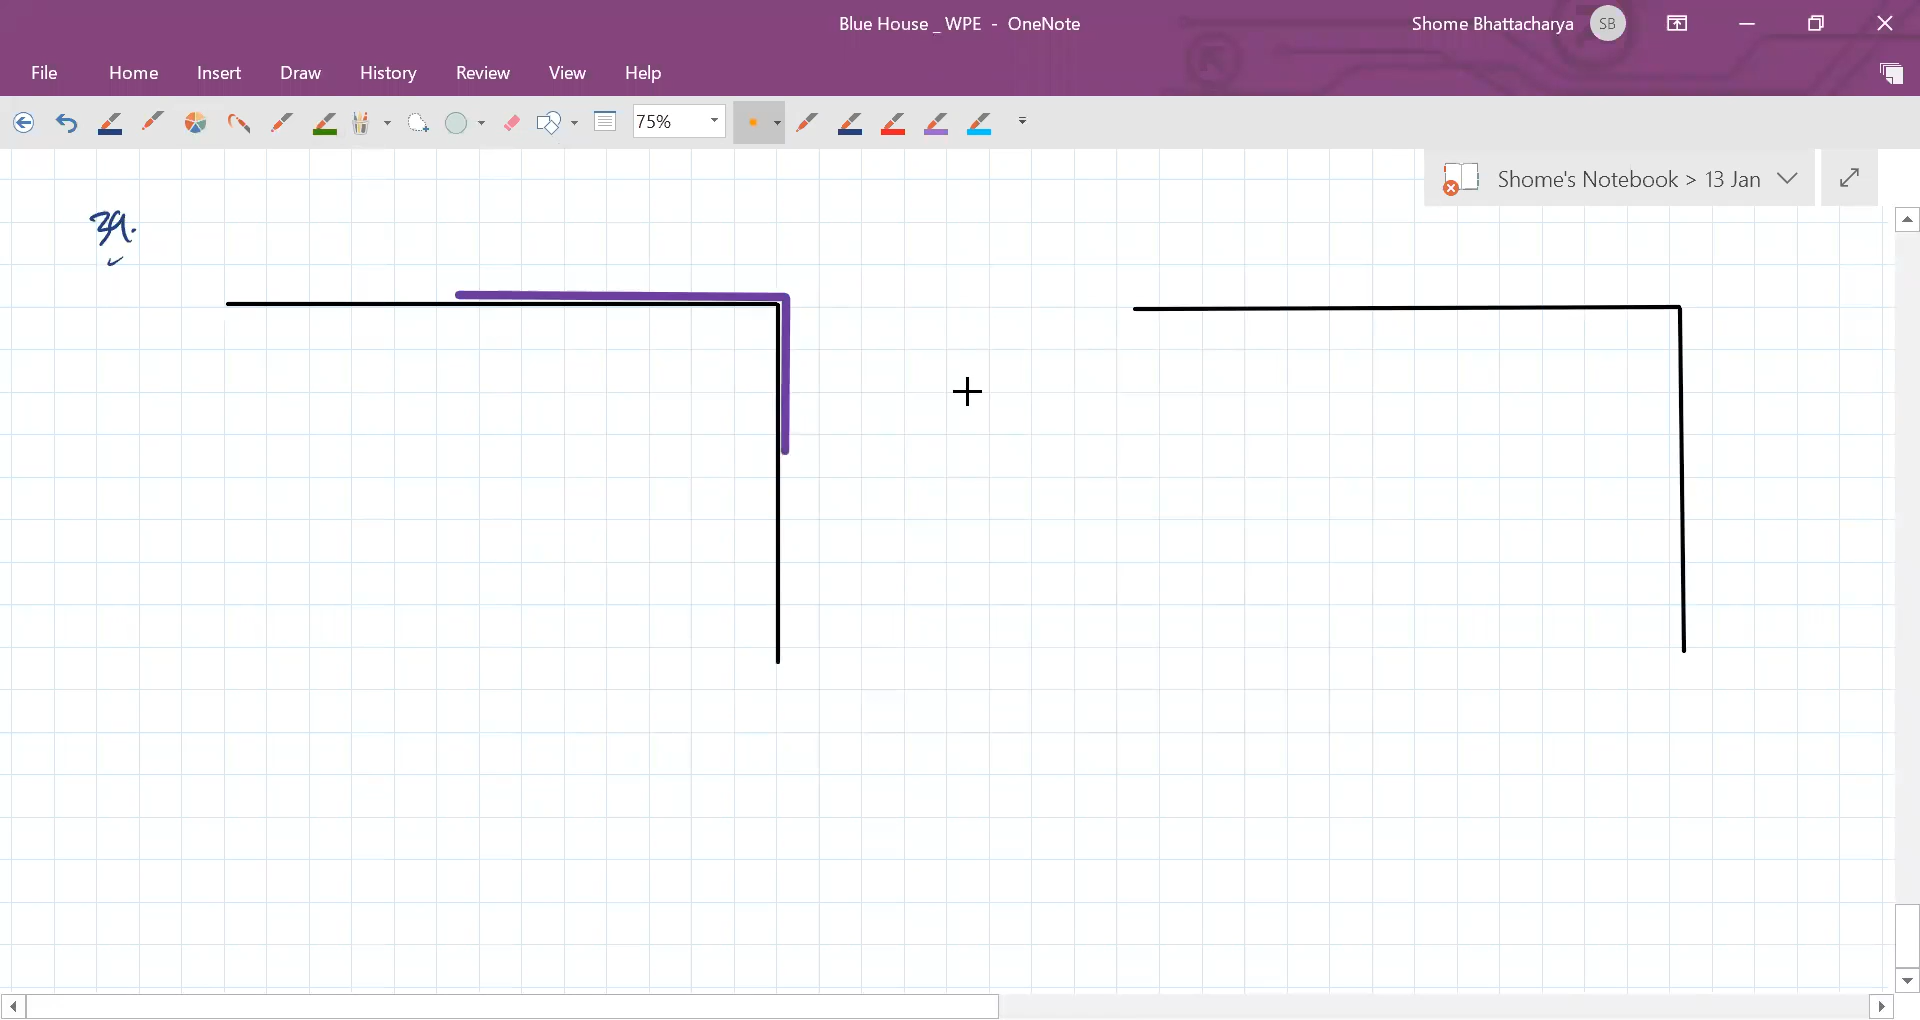 Blue House _ WPE - OneNote
Shome Bhattacharya SB
File Home Insert Draw History Review View Help
75%
Shome's Notebook > 13 Jan
39.